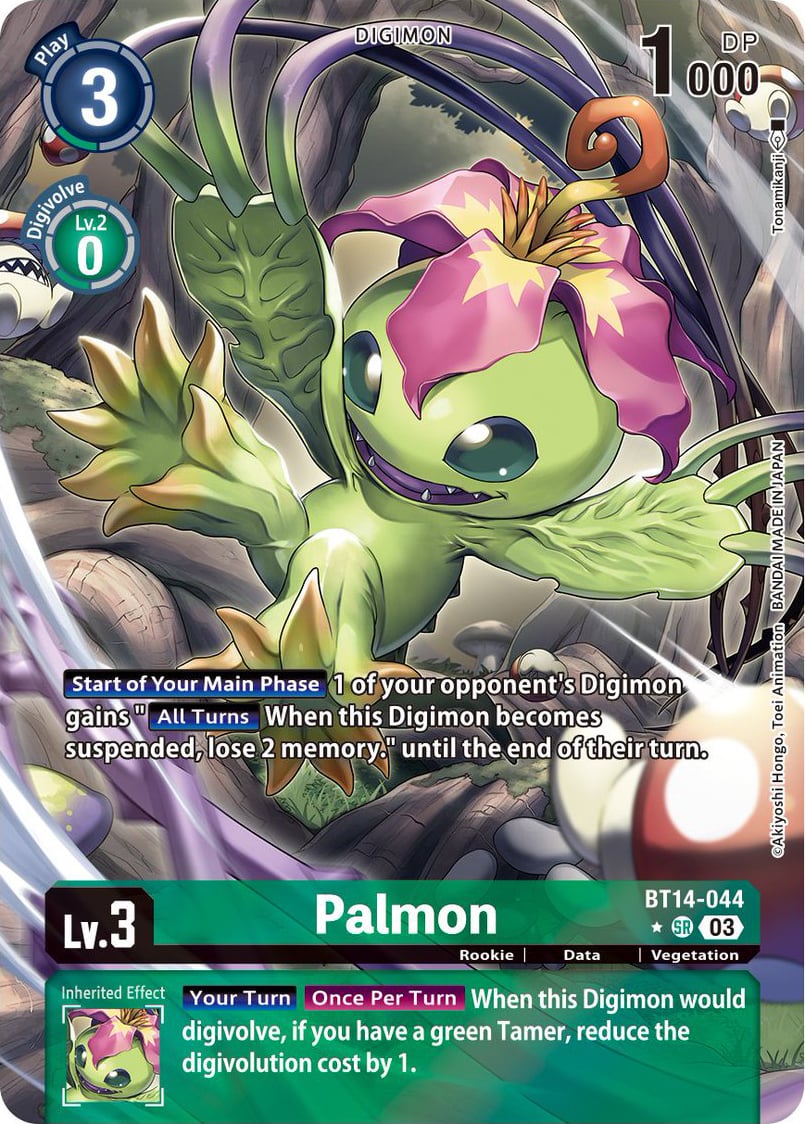 Play
3
DIGIMON
1000
DP
Digivolve
Lv.2
0
Tonamikanji
BANDAI MADE IN JAPAN
©Akiyoshi Hongo, Toei Animation
Start of Your Main Phase 1 of your opponent's Digimon
gains " All Turns When this Digimon becomes
suspended, lose 2 memory." until the end of their turn.
Lv.3
Palmon
BT14-044
★ SR 03
Rookie | Data | Vegetation
Inherited Effect
Your Turn Once Per Turn When this Digimon would
digivolve, if you have a green Tamer, reduce the
digivolution cost by 1.